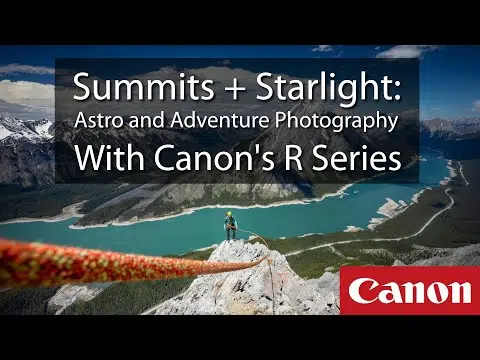 Summits + Starlight:
Astro and Adventure Photography
With Canon's R Series
Canon